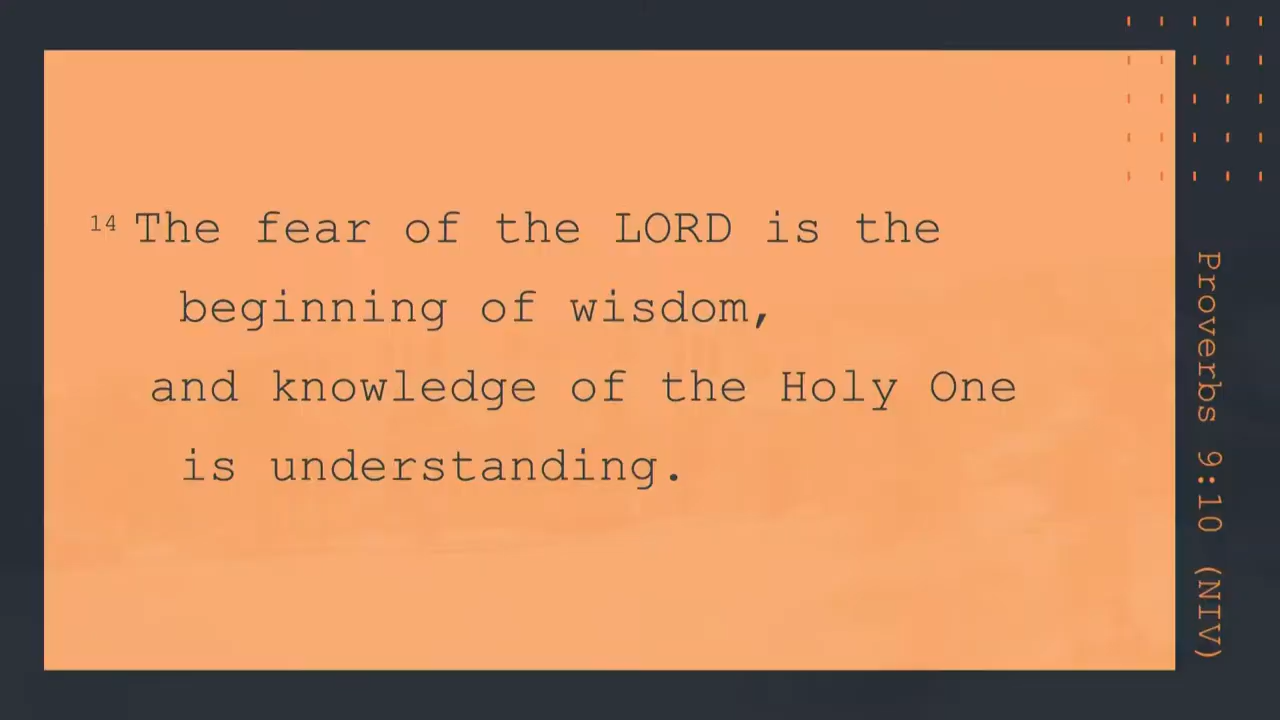 14 The fear of the LORD is the
beginning of wisdom,
and knowledge of the Holy One
is understanding.
Proverbs 9:10 (NIV)